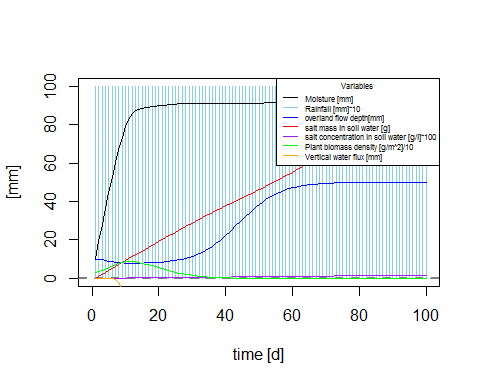 Variables
Moisture [mm]
Rainfall [mm]*10
overland flow depth[mm]
salt mass in soil water [g]
salt concentration in soil water [g/l]*100
Plant biomass density [g/m^2]/10
Vertical water flux [mm]
[mm]
100
80
60
40
20
0
0 20 40 60 80 100
time [d]